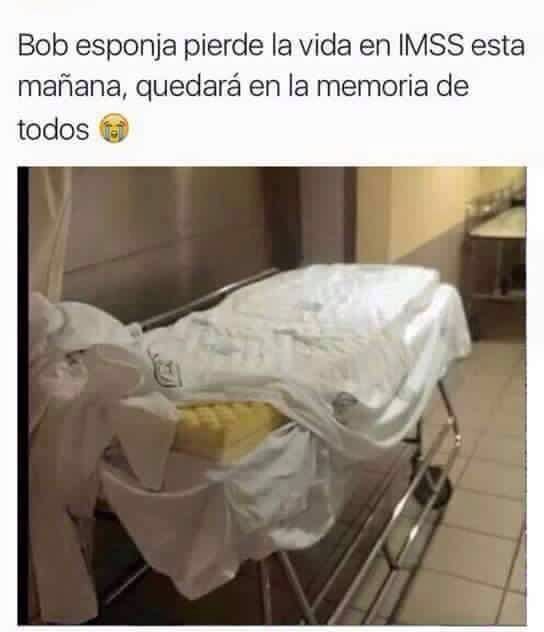 Bob esponja pierde la vida en IMSS esta
mañana, quedará en la memoria de
todos 😭